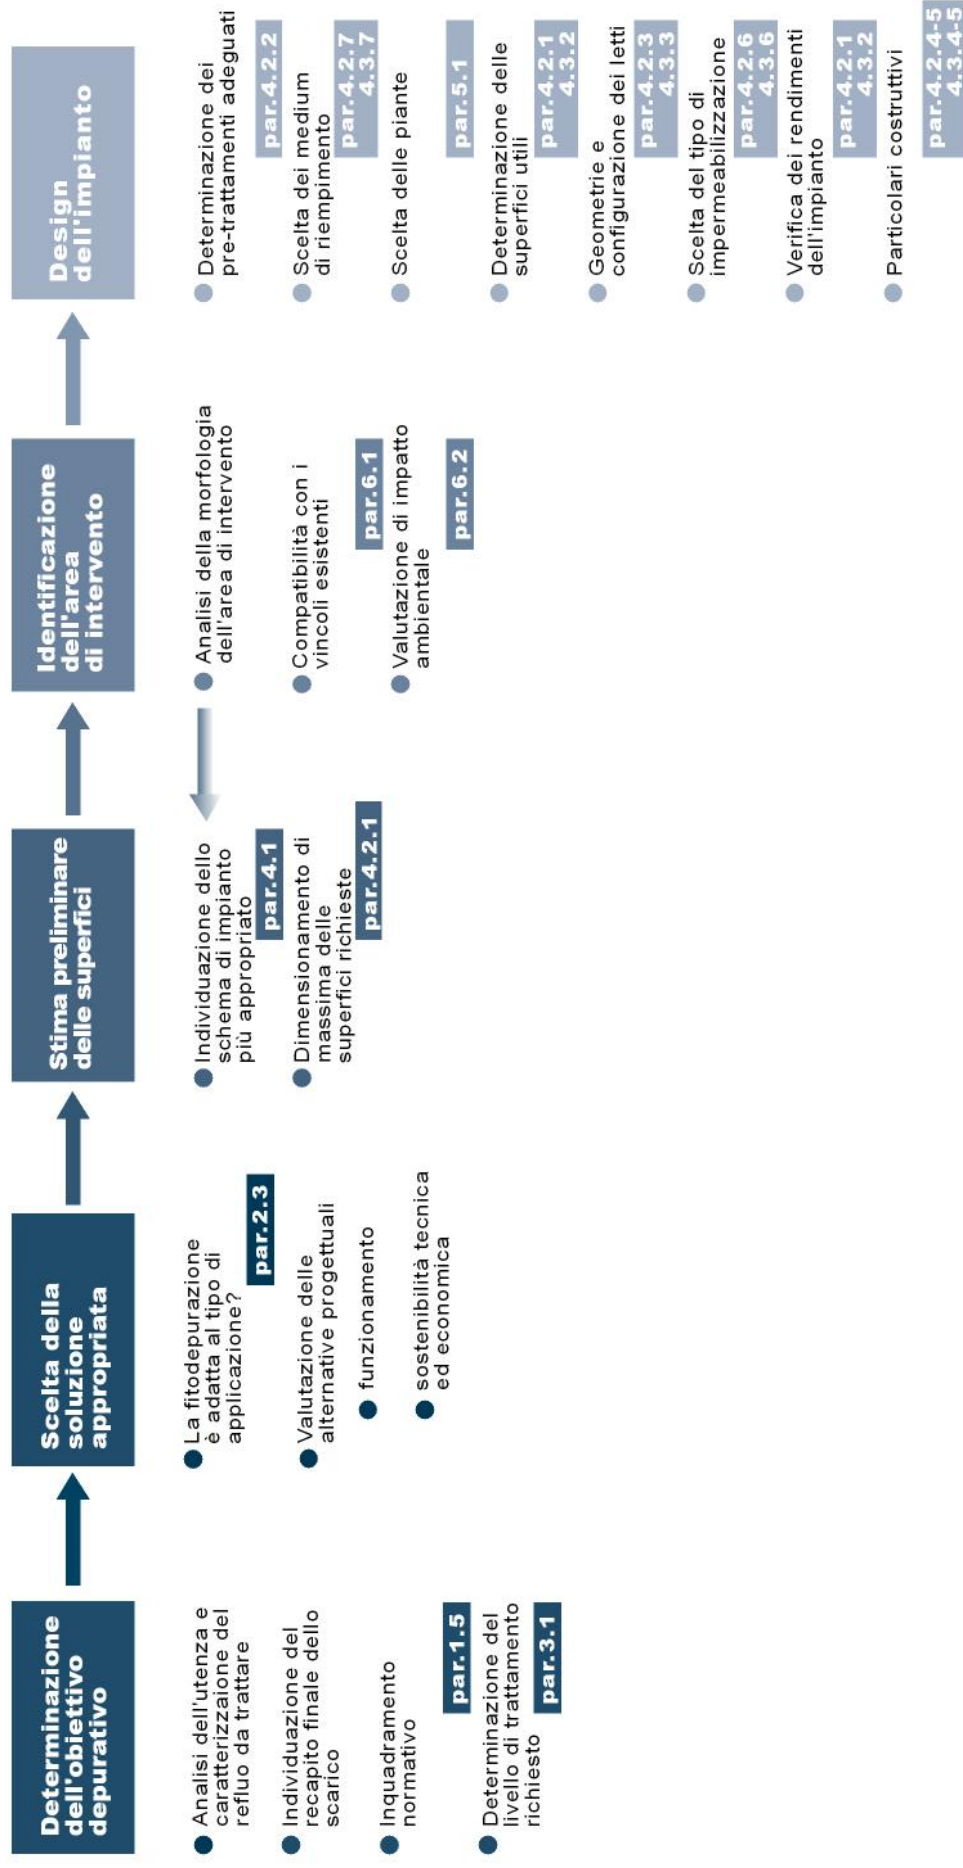 Determinazione
dell'obiettivo
depurativo
Analisi dell'utenza e
caratterizzaione del
refluo da trattare
Individuazione del
recapito finale dello
scarico
Inquadramento
normativo
par.1.5
Determinazione del
livello di trattamento
richiesto
par.3.1
Scelta della
soluzione
appropriata
La fitodepurazione
è adatta al tipo di
applicazione?
par.2.3
Valutazione delle
alternative progettuali
funzionamento
sostenibilità tecnica
ed economica
Stima preliminare
delle superfici
Individuazione dello
schema di impianto
più appropriato
par.4.1
Dimensionamento di
massima delle
superfici richieste
par.4.2.1
Identificazione
dell'area
di intervento
Analisi della morfologia
dell'area di intervento
Compatibilità con i
vincoli esistenti
par.6.1
Valutazione di impatto
ambientale
par.6.2
Design
dell'impianto
Determinazione dei
pre-trattamenti adeguati
par.4.2.2
Scelta dei medium
di riempimento
par.4.2.7
4.3.7
Scelta delle piante
par.5.1
Determinazione delle
superfici utili
par.4.2.1
4.3.2
Geometrie e
configurazione dei letti
par.4.2.3
4.3.3
Scelta del tipo di
impermeabilizzazione
par.4.2.6
4.3.6
Verifica dei rendimenti
dell'impianto
par.4.2.1
4.3.2
Particolari costruttivi
par.4.2.4-5
4.3.4-5